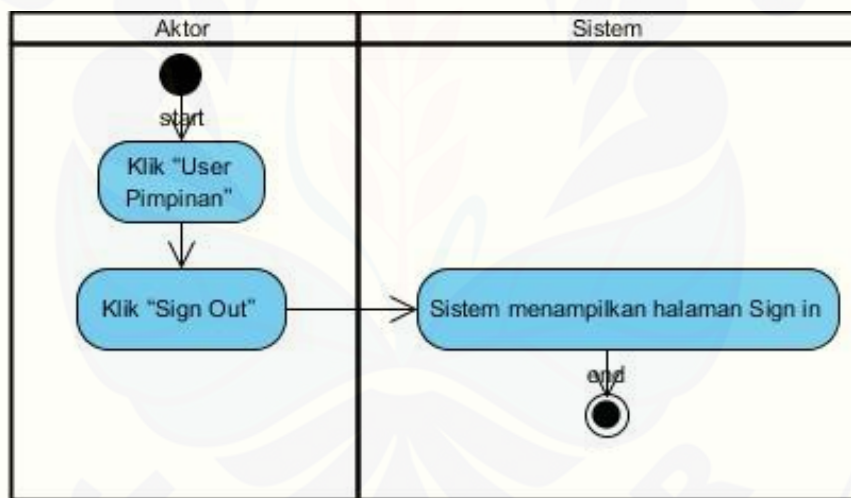 Aktor
Sistem
start
Klik “User
Pimpinan”
Klik “Sign Out”
Sistem menampilkan halaman Sign in
end